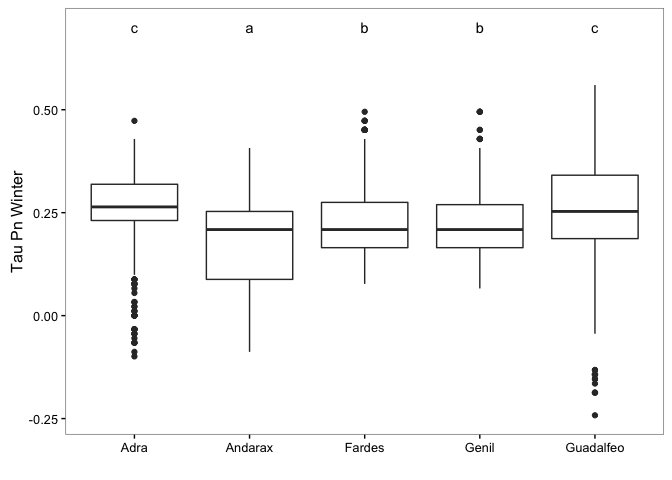 c a b b c
Tau Pn Winter
0.50
0.25
0.00
-0.25
Adra Andarax Fardes Genil Guadalfeo